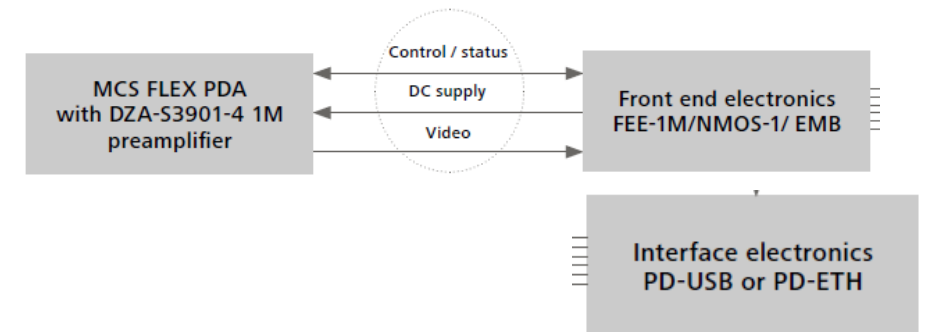 Control / status
MCS FLEX PDA
with DZA-S3901-4 1M
preamplifier
DC supply
Video
Front end electronics
FEE-1M/NMOS-1/ EMB
Interface electronics
PD-USB or PD-ETH